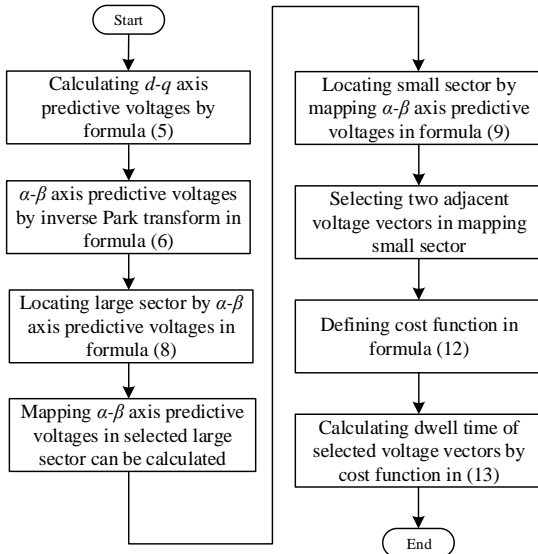 Start
Calculating d-q axis
predictive voltages by
formula (5)
α-β axis predictive voltages
by inverse Park transform in
formula (6)
Locating large sector by α-β
axis predictive voltages in
formula (8)
Mapping α-β axis predictive
voltages in selected large
sector can be calculated
Locating small sector by
mapping α-β axis predictive
voltages in formula (9)
Selecting two adjacent
voltage vectors in mapping
small sector
Defining cost function in
formula (12)
Calculating dwell time of
selected voltage vectors by
cost function in (13)
End